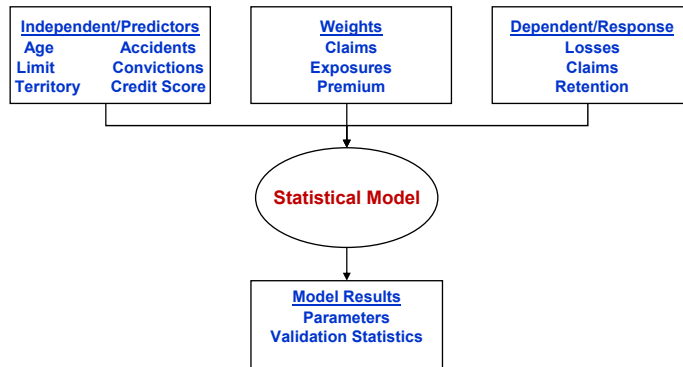 Independent/Predictors
Age Accidents
Limit Convictions
Territory Credit Score
Weights
Claims
Exposures
Premium
Dependent/Response
Losses
Claims
Retention
Statistical Model
Model Results
Parameters
Validation Statistics